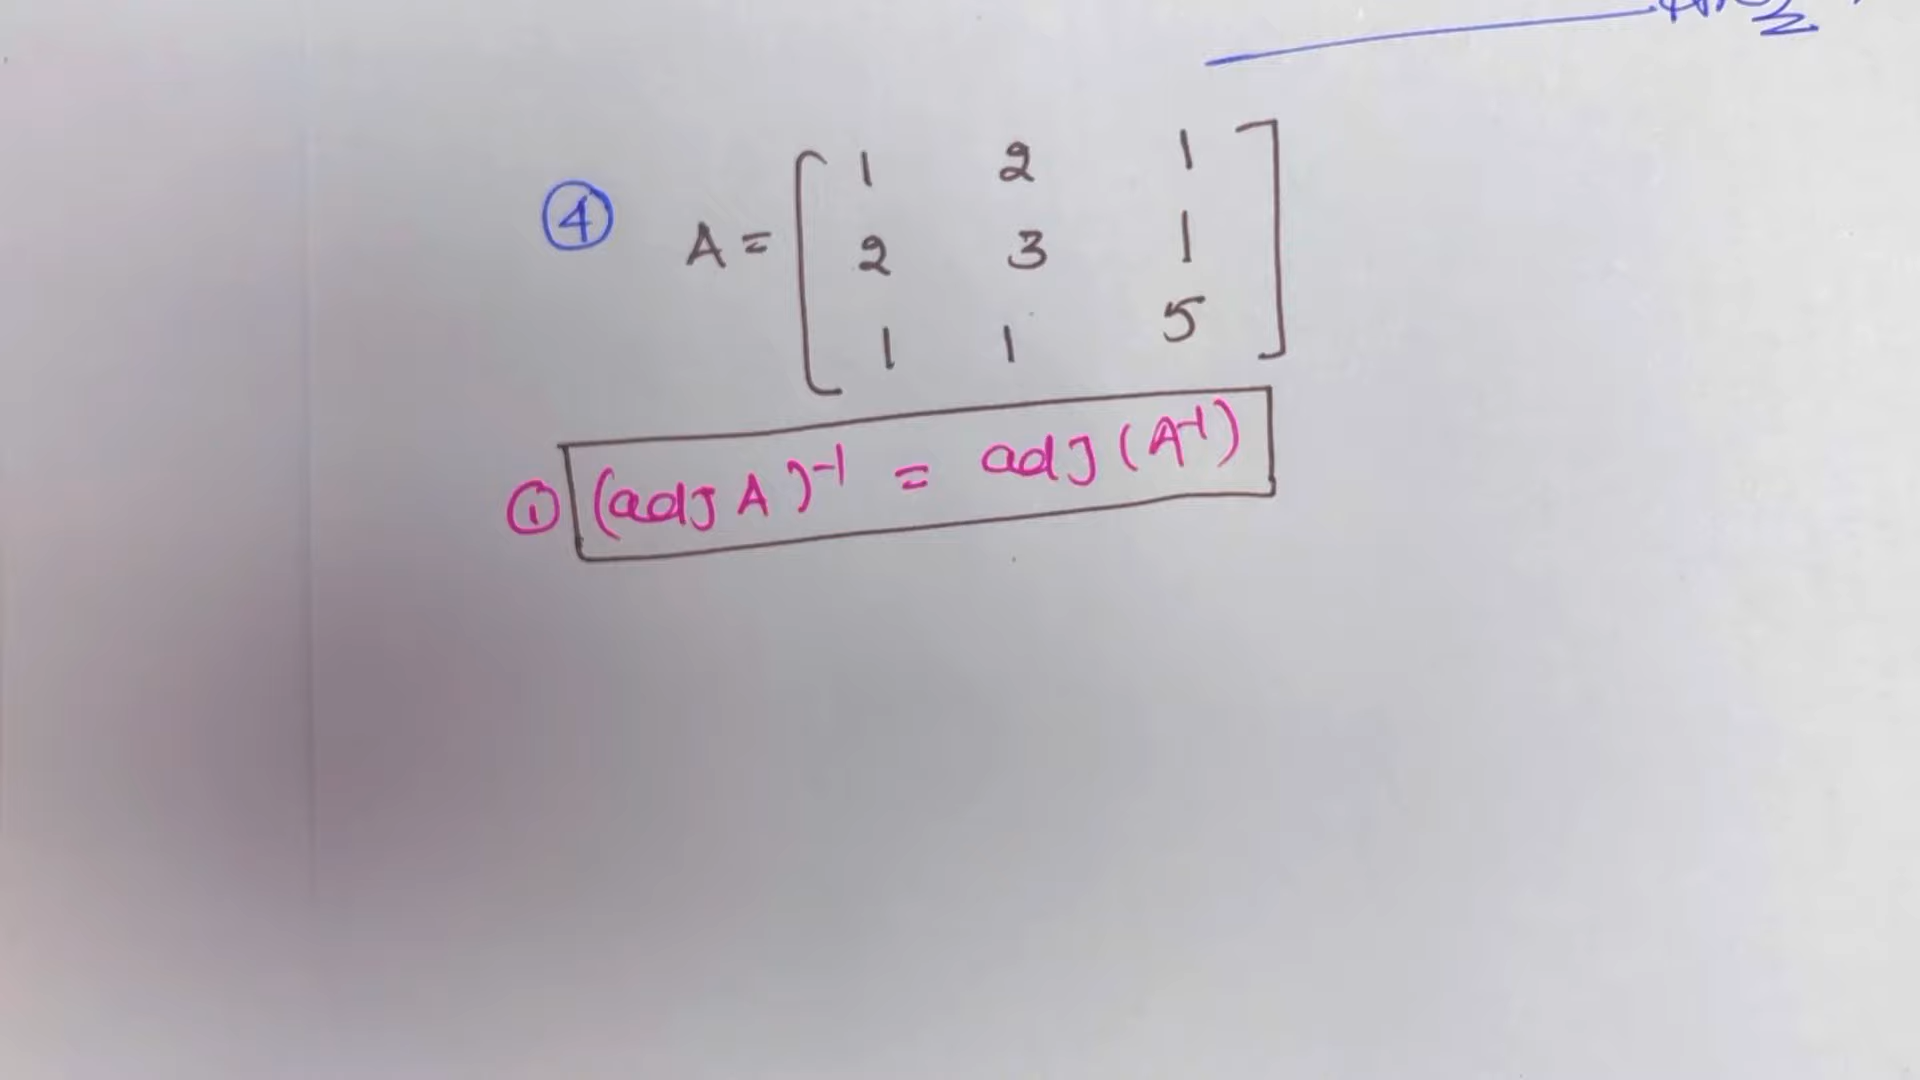 ④ A = [ 1 2 1
2 3 1
1 1 5 ]
① (adj A)⁻¹ = adj (A⁻¹)